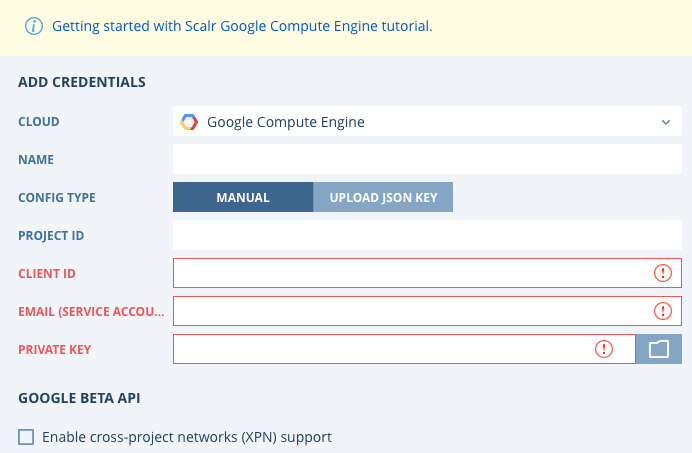 Getting started with Scalr Google Compute Engine tutorial.
ADD CREDENTIALS
CLOUD Google Compute Engine
NAME
CONFIG TYPE MANUAL UPLOAD JSON KEY
PROJECT ID
CLIENT ID
EMAIL (SERVICE ACCOU...
PRIVATE KEY
GOOGLE BETA API
Enable cross-project networks (XPN) support